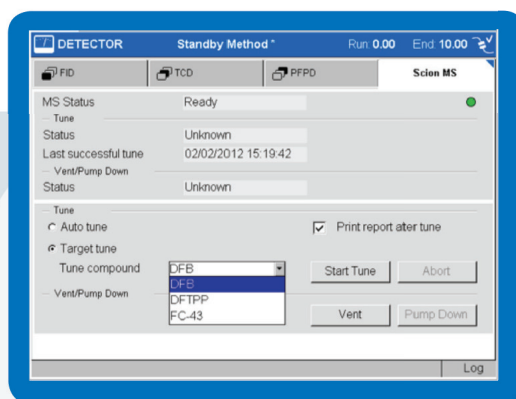 DETECTOR Standby Method * Run: 0.00 End: 10.00
FID TCD PFPD Scion MS
MS Status Ready
Tune
Status Unknown
Last successful tune 02/02/2012 15:19:42
Vent/Pump Down
Status Unknown
Tune
Auto tune Print report after tune
Target tune
Tune compound DFB Start Tune Abort
DFB
DFTPP
Vent/Pump Down
FC-43 Vent Pump Down
Log